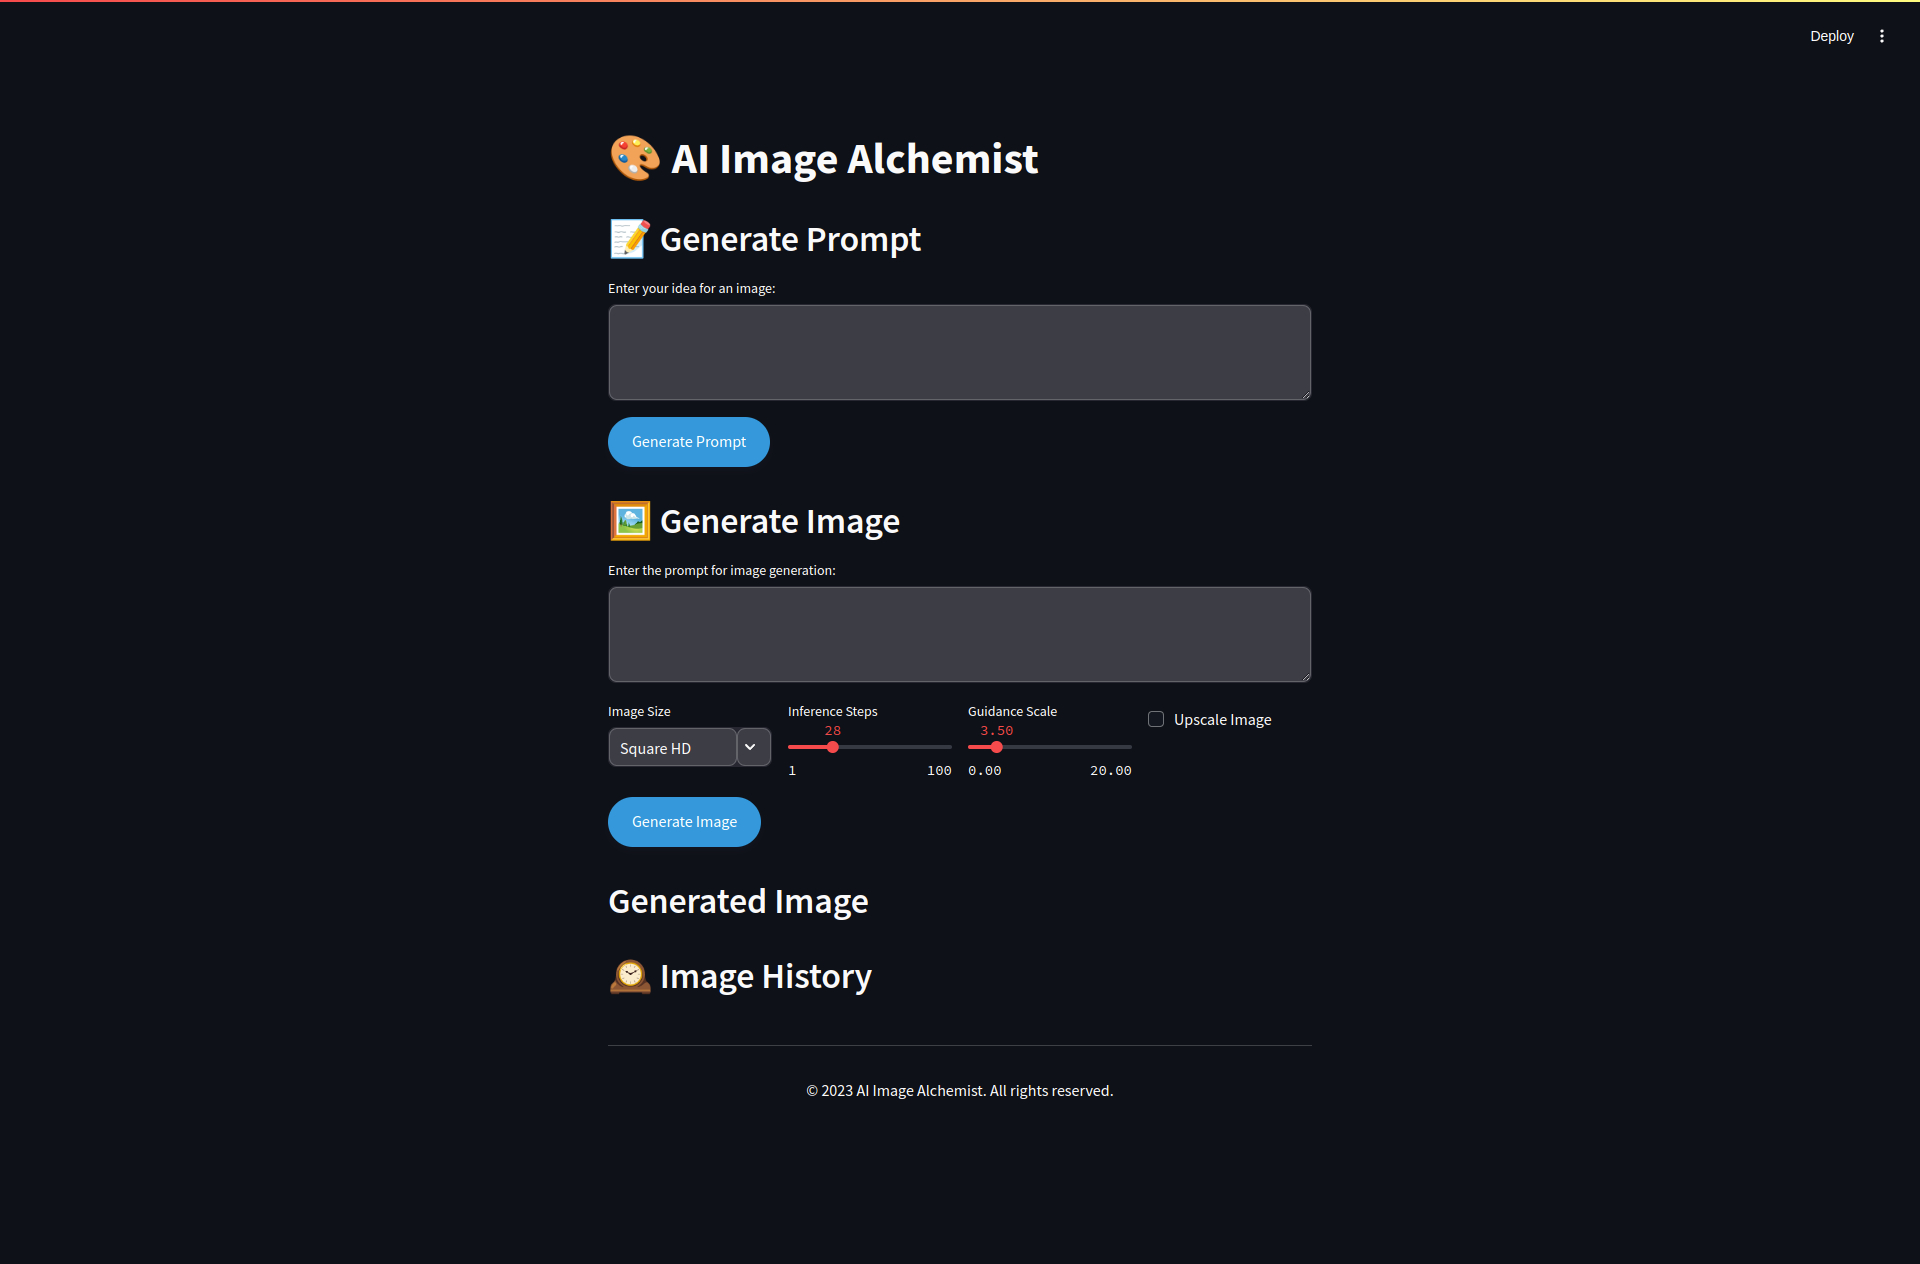 Deploy
🎨 AI Image Alchemist
📝 Generate Prompt
Enter your idea for an image:
Generate Prompt
🖼️ Generate Image
Enter the prompt for image generation:
Image Size
Square HD
Inference Steps
28
1 100
Guidance Scale
3.50
0.00 20.00
Upscale Image
Generate Image
Generated Image
🕰️ Image History
© 2023 AI Image Alchemist. All rights reserved.